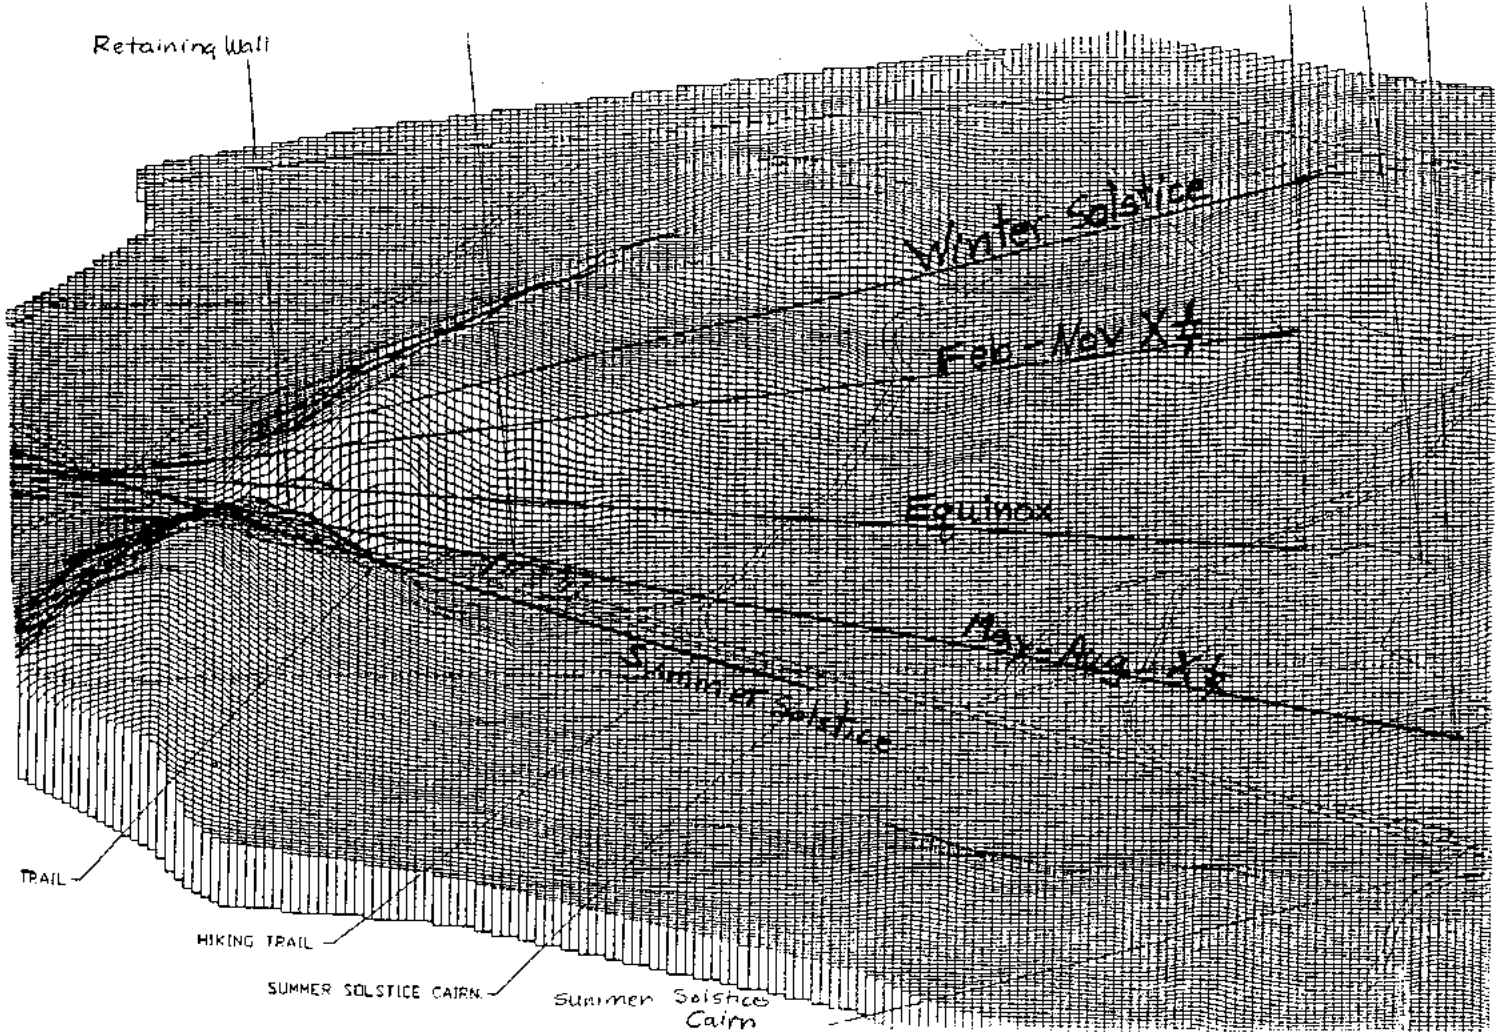 Retaining Wall
Winter Solstice
Feb-Nov X¼
Equinox
May-Aug X¼
Summer Solstice
TRAIL
HIKING TRAIL
SUMMER SOLSTICE CAIRN
Summer Solstice
Cairn